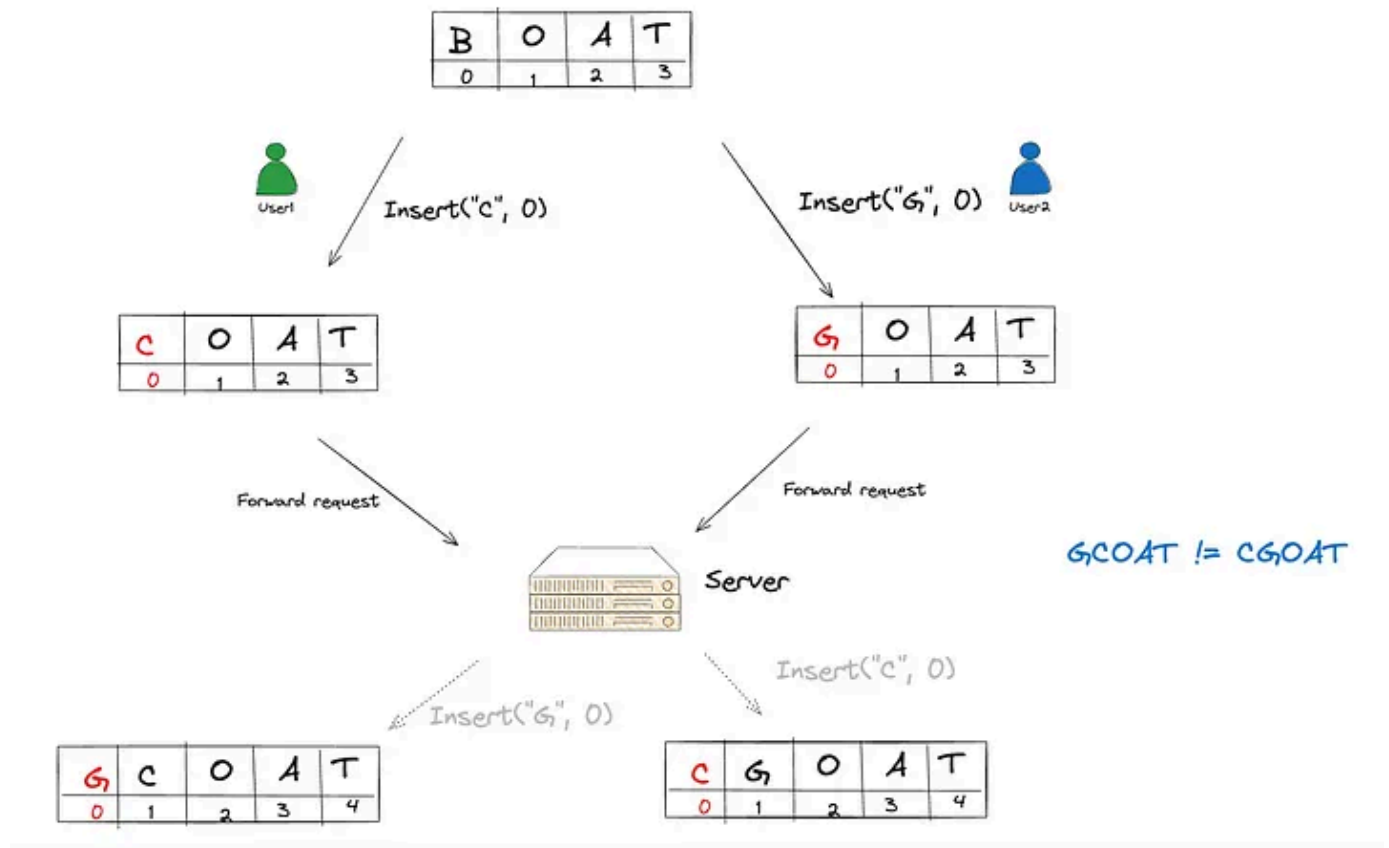 B O A T
0 1 2 3
User1
Insert("C", 0)
Insert("G", 0)
User2
C O A T
0 1 2 3
G O A T
0 1 2 3
Forward request
Forward request
Server
GCOAT != CGOAT
Insert("G", 0)
Insert("C", 0)
G C O A T
0 1 2 3 4
C G O A T
0 1 2 3 4